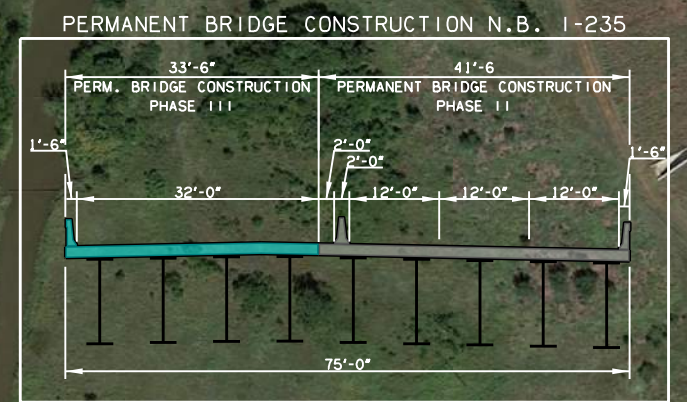 PERMANENT BRIDGE CONSTRUCTION N.B. I-235
33'-6"
41'-6
PERM. BRIDGE CONSTRUCTION
PHASE III
PERMANENT BRIDGE CONSTRUCTION
PHASE II
1'-6"
2'-0"
2'-0"
1'-6"
32'-0"
12'-0"
12'-0"
12'-0"
75'-0"